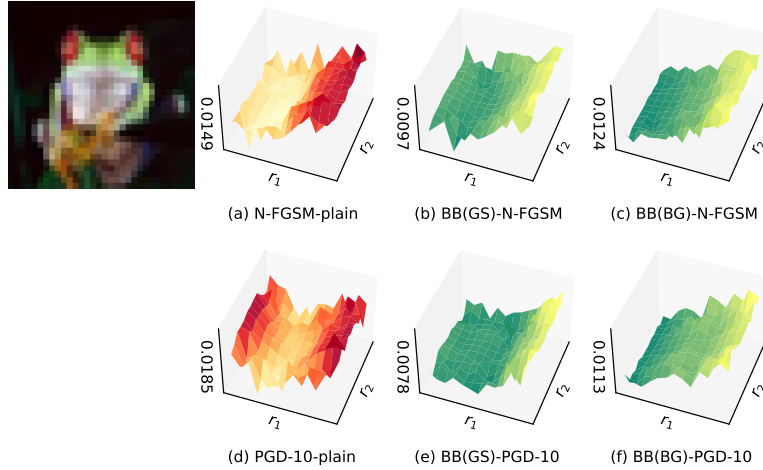 0.0149
r1
r2
(a) N-FGSM-plain
0.0097
r1
r2
(b) BB(GS)-N-FGSM
0.0124
r1
r2
(c) BB(BG)-N-FGSM
0.0185
r1
r2
(d) PGD-10-plain
0.0078
r1
r2
(e) BB(GS)-PGD-10
0.0113
r1
r2
(f) BB(BG)-PGD-10